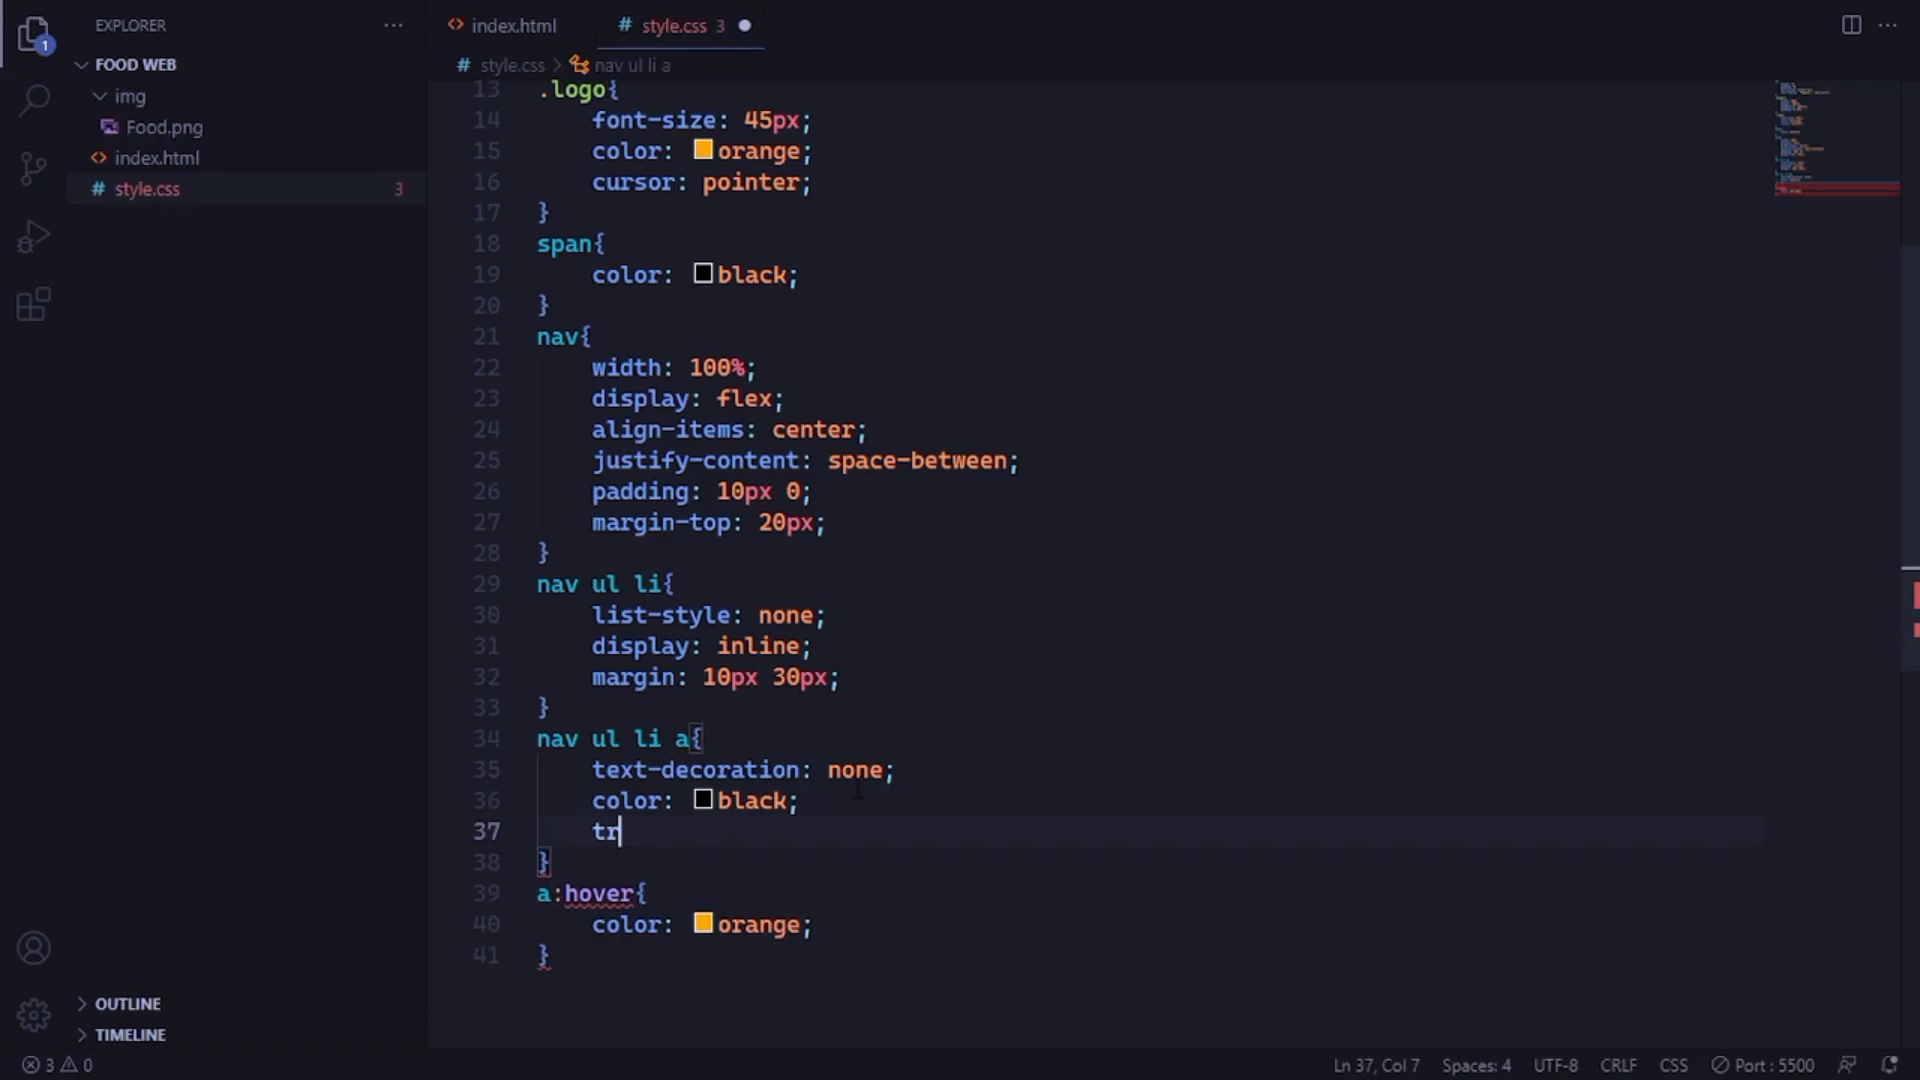 EXPLORER
FOOD WEB
img
Food.png
index.html
style.css 3
OUTLINE
TIMELINE
1
index.html
# style.css 3
# style.css > nav ul li a
13 .logo{
14 font-size: 45px;
15 color: orange;
16 cursor: pointer;
17 }
18 span{
19 color: black;
20 }
21 nav{
22 width: 100%;
23 display: flex;
24 align-items: center;
25 justify-content: space-between;
26 padding: 10px 0;
27 margin-top: 20px;
28 }
29 nav ul li{
30 list-style: none;
31 display: inline;
32 margin: 10px 30px;
33 }
34 nav ul li a{
35 text-decoration: none;
36 color: black;
37 tr
38 }
39 a:hover{
40 color: orange;
41 }
3 0
Ln 37, Col 7 Spaces: 4 UTF-8 CRLF CSS Port : 5500